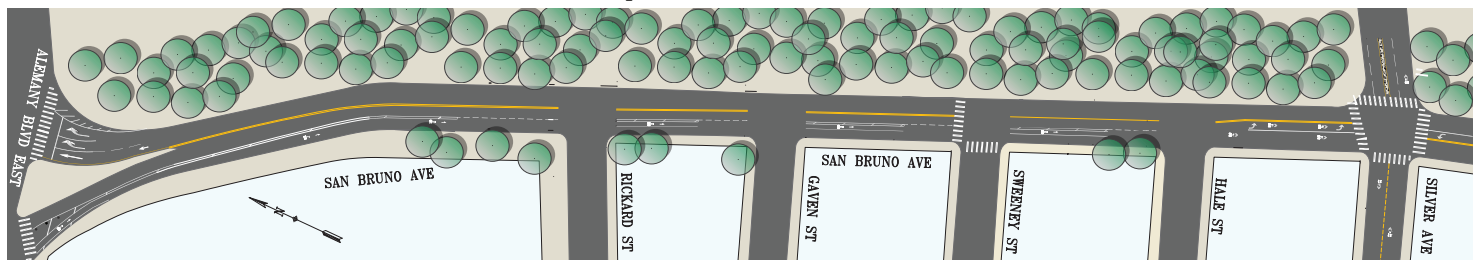 ALEMANY BLVD EAST
SAN BRUNO AVE
N
RICKARD ST
GAVEN ST
SAN BRUNO AVE
SWEENEY ST
HALE ST
SILVER AVE